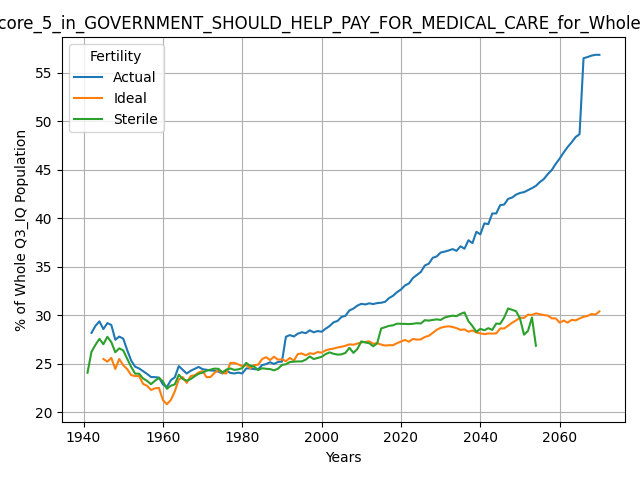 core_5_in_GOVERNMENT_SHOULD_HELP_PAY_FOR_MEDICAL_CARE_for_Whole
Fertility
Actual
Ideal
Sterile
% of Whole Q3_IQ Population
55
50
45
40
35
30
25
20
1940 1960 1980 2000 2020 2040 2060
Years